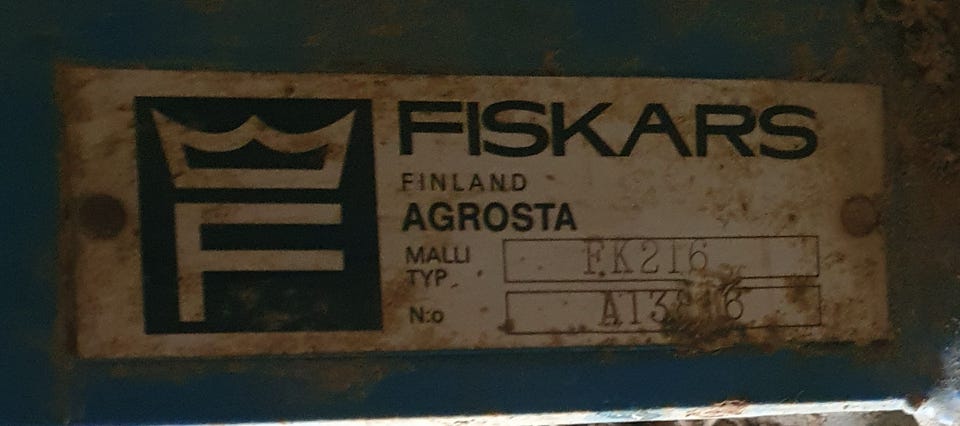 F
FISKARS
FINLAND
AGROSTA
MALLI FK216
TYP.
N:o